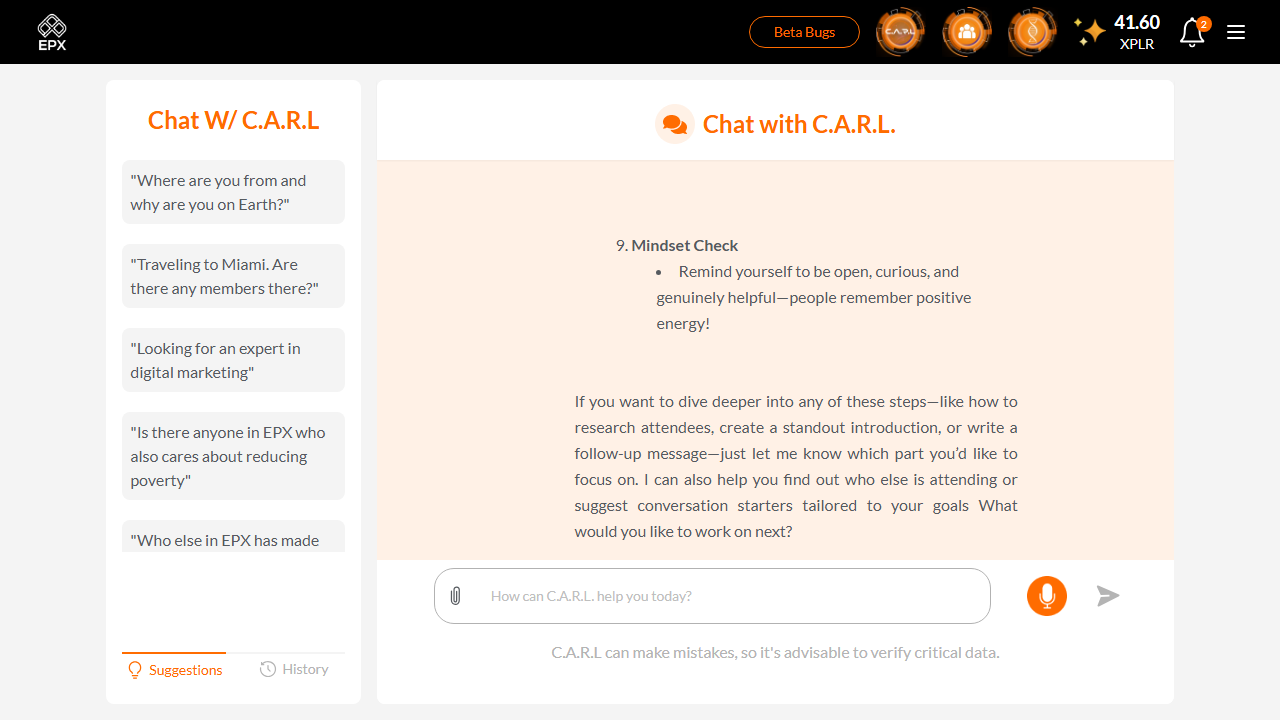 EPX
Beta Bugs
C.A.R.L
41.60
XPLR
2
Chat W/ C.A.R.L
"Where are you from and
why are you on Earth?"
"Traveling to Miami. Are
there any members there?"
"Looking for an expert in
digital marketing"
"Is there anyone in EPX who
also cares about reducing
poverty"
"Who else in EPX has made
Suggestions
History
Chat with C.A.R.L.
9. Mindset Check
• Remind yourself to be open, curious, and
genuinely helpful—people remember positive
energy!
If you want to dive deeper into any of these steps—like how to
research attendees, create a standout introduction, or write a
follow-up message—just let me know which part you’d like to
focus on. I can also help you find out who else is attending or
suggest conversation starters tailored to your goals What
would you like to work on next?
How can C.A.R.L. help you today?
C.A.R.L can make mistakes, so it's advisable to verify critical data.